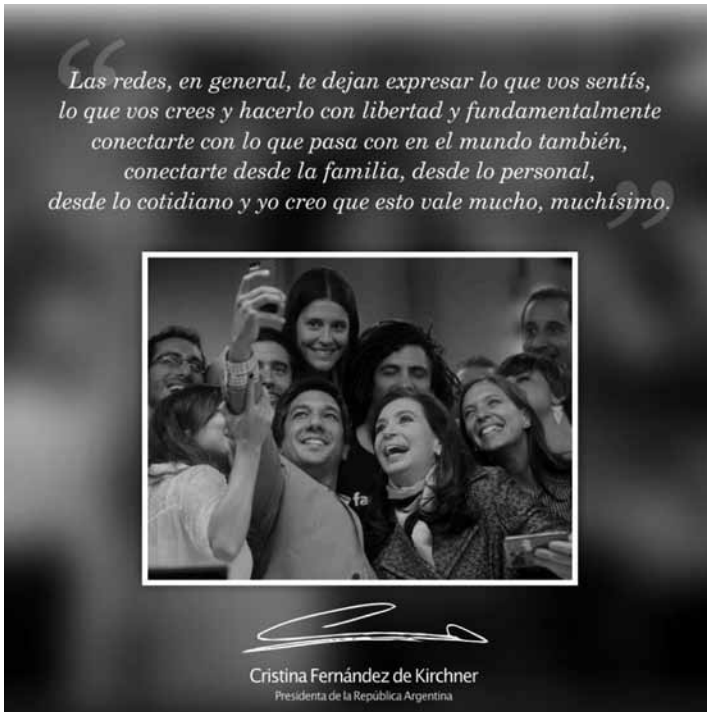 “
Las redes, en general, te dejan expresar lo que vos sentís,
lo que vos crees y hacerlo con libertad y fundamentalmente
conectarte con lo que pasa con en el mundo también,
conectarte desde la familia, desde lo personal,
desde lo cotidiano y yo creo que esto vale mucho, muchísimo.
”
fa
Cristina Fernández de Kirchner
Presidenta de la República Argentina